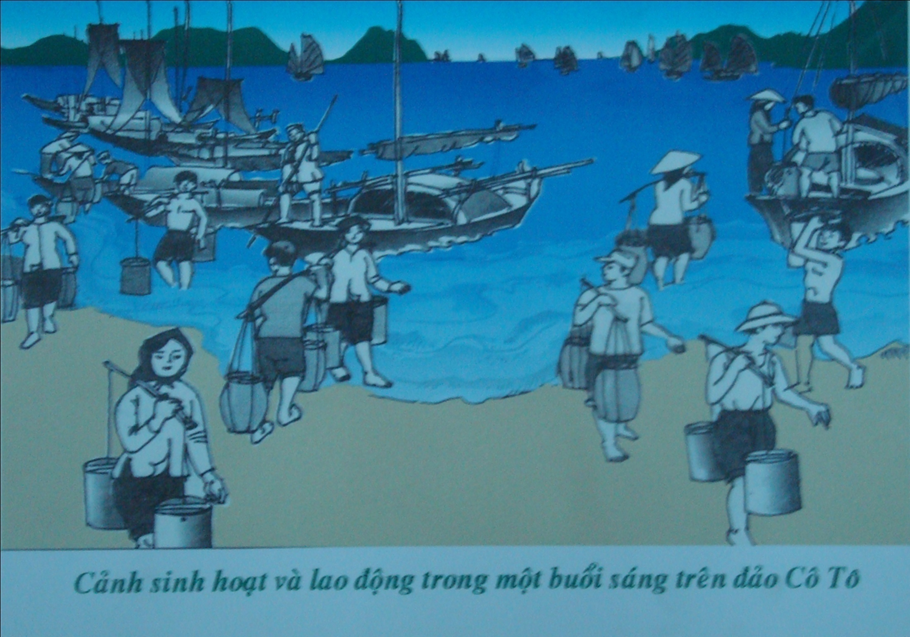 Cảnh sinh hoạt và lao động trong một buổi sáng trên đảo Cô Tô